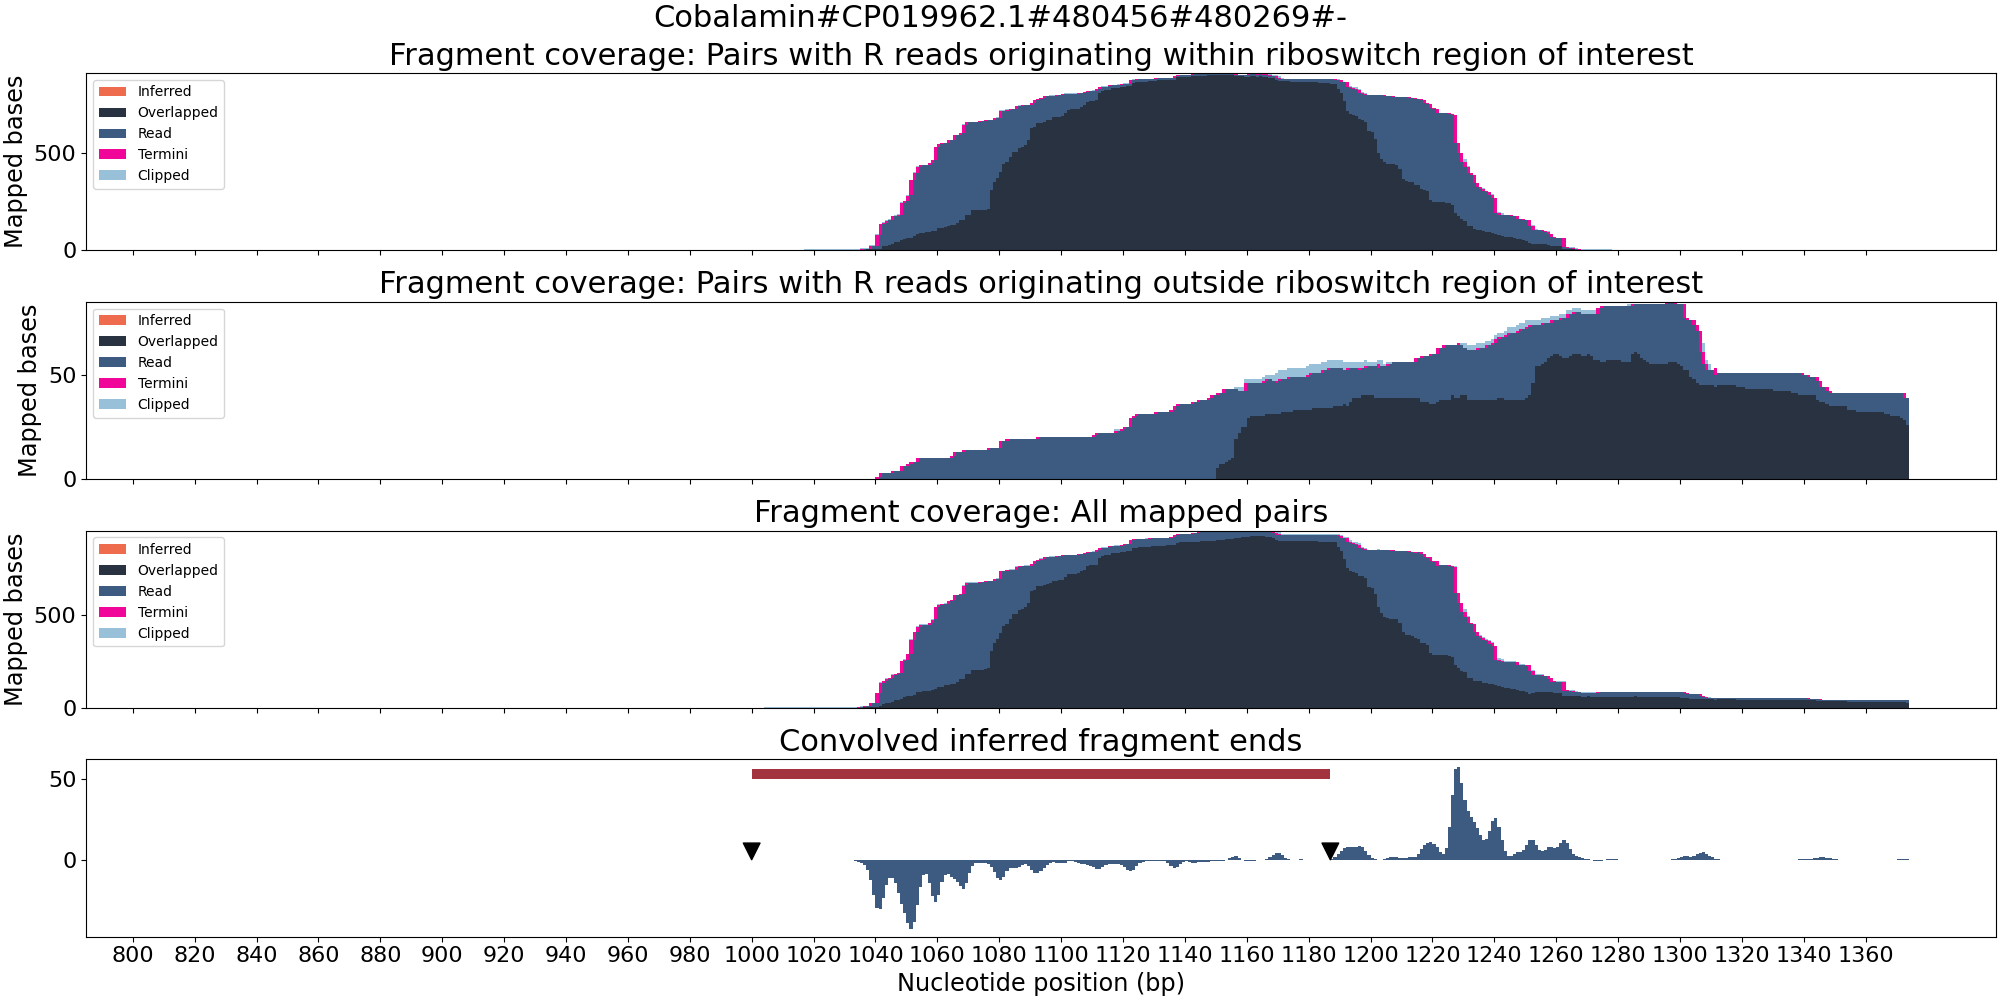 Cobalamin#CP019962.1#480456#480269#-
Fragment coverage: Pairs with R reads originating within riboswitch region of interest
Mapped bases
500
0
Inferred
Overlapped
Read
Termini
Clipped
Fragment coverage: Pairs with R reads originating outside riboswitch region of interest
Mapped bases
50
0
Inferred
Overlapped
Read
Termini
Clipped
Fragment coverage: All mapped pairs
Mapped bases
500
0
Inferred
Overlapped
Read
Termini
Clipped
Convolved inferred fragment ends
50
0
800 820 840 860 880 900 920 940 960 980 1000 1020 1040 1060 1080 1100 1120 1140 1160 1180 1200 1220 1240 1260 1280 1300 1320 1340 1360
Nucleotide position (bp)